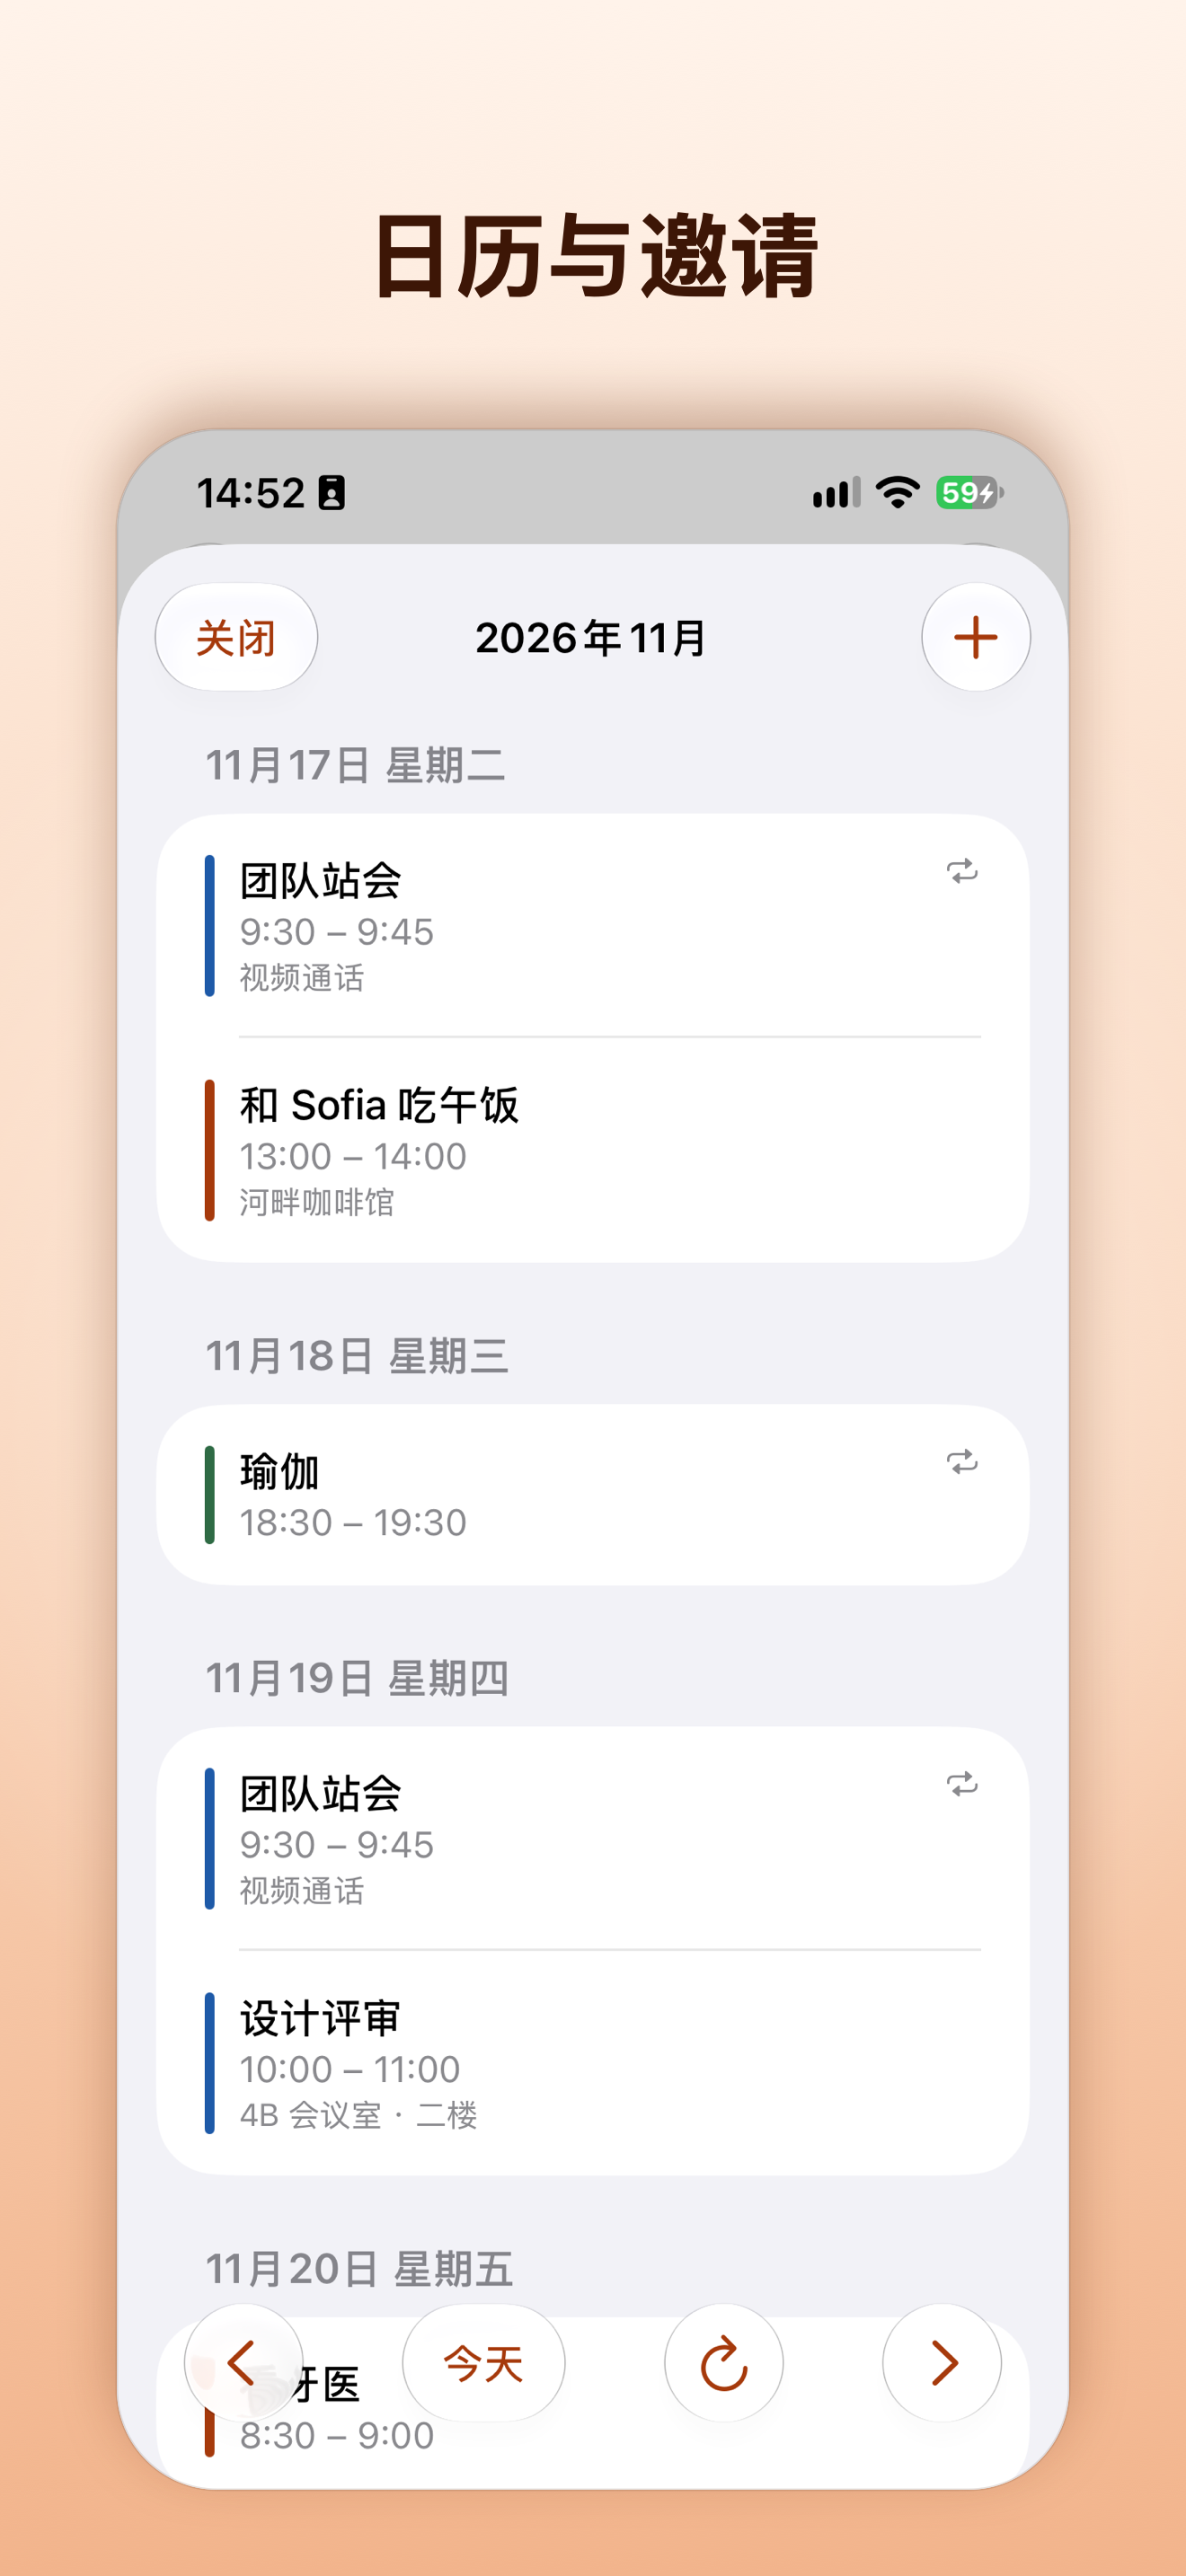 日历与邀请
14:52
59
关闭
2026年 11月
11月17日 星期二
团队站会
9:30 – 9:45
视频通话
和 Sofia 吃午饭
13:00 – 14:00
河畔咖啡馆
11月18日 星期三
瑜伽
18:30 – 19:30
11月19日 星期四
团队站会
9:30 – 9:45
视频通话
设计评审
10:00 – 11:00
4B 会议室 · 二楼
11月20日 星期五
今天
牙医
8:30 – 9:00